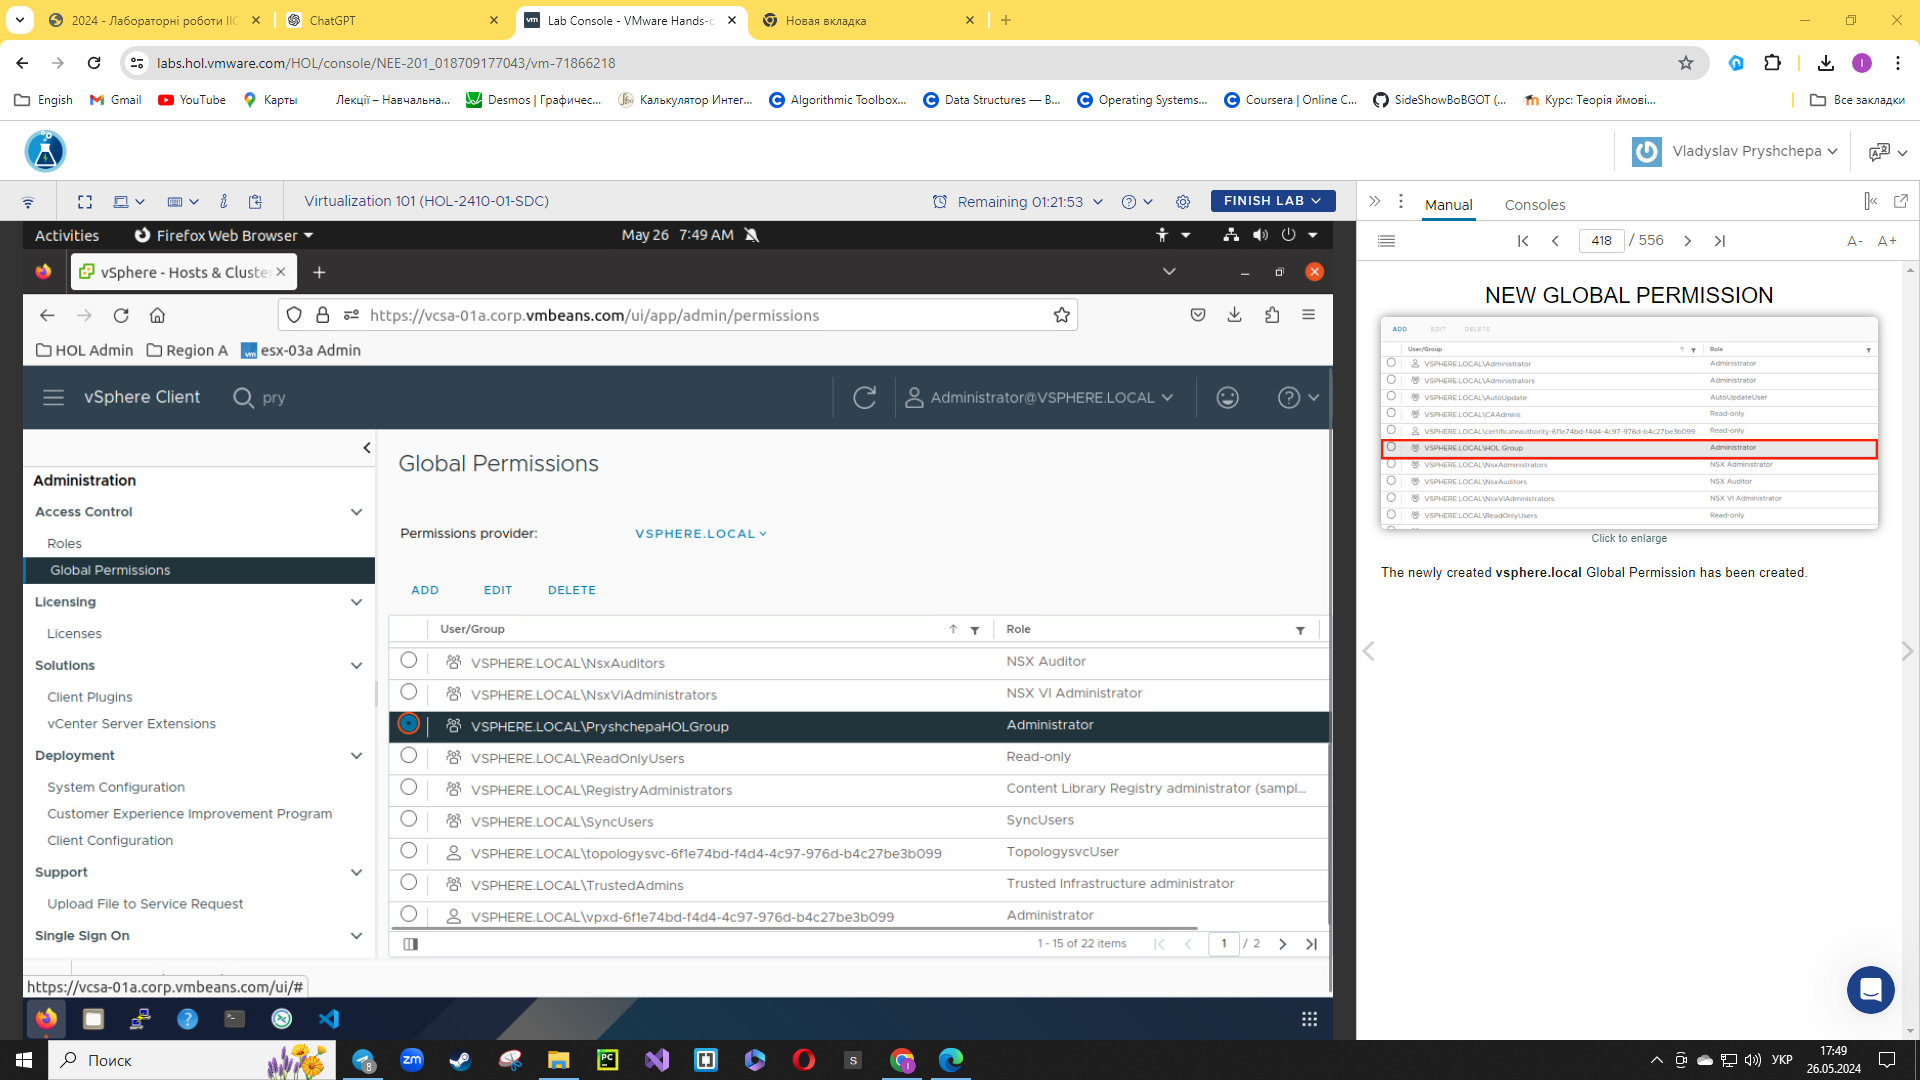 2024 - Лабораторні роботи ІІС
ChatGPT
Lab Console - VMware Hands-o
Новая вкладка
labs.hol.vmware.com/HOL/console/NEE-201_018709177043/vm-71866218
I
Engish
Gmail
YouTube
Карты
Лекції – Навчальна...
Desmos | Графичес...
Калькулятор Интег...
Algorithmic Toolbox...
Data Structures — В...
Operating Systems...
Coursera | Online C...
SideShowBoBGOT (...
Курс: Теорія ймові...
Все закладки
Vladyslav Pryshchepa
Virtualization 101 (HOL-2410-01-SDC)
Remaining 01:21:53
FINISH LAB
Manual
Consoles
Activities
Firefox Web Browser
May 26 7:49 AM
418 / 556
A-
A+
vSphere - Hosts & Cluste
https://vcsa-01a.corp.vmbeans.com/ui/app/admin/permissions
HOL Admin
Region A
vm
esx-03a Admin
vSphere Client
pry
Administrator@VSPHERE.LOCAL
Administration
Access Control
Roles
Global Permissions
Licensing
Licenses
Solutions
Client Plugins
vCenter Server Extensions
Deployment
System Configuration
Customer Experience Improvement Program
Client Configuration
Support
Upload File to Service Request
Single Sign On
https://vcsa-01a.corp.vmbeans.com/ui/#
Global Permissions
Permissions provider:
VSPHERE.LOCAL
ADD
EDIT
DELETE
User/Group
Role
VSPHERE.LOCAL\NsxAuditors
NSX Auditor
VSPHERE.LOCAL\NsxViAdministrators
NSX VI Administrator
VSPHERE.LOCAL\PryshchepaHOLGroup
Administrator
VSPHERE.LOCAL\ReadOnlyUsers
Read-only
VSPHERE.LOCAL\RegistryAdministrators
Content Library Registry administrator (sampl...
VSPHERE.LOCAL\SyncUsers
SyncUsers
VSPHERE.LOCAL\topologysvc-6f1e74bd-f4d4-4c97-976d-b4c27be3b099
TopologysvcUser
VSPHERE.LOCAL\TrustedAdmins
Trusted Infrastructure administrator
VSPHERE.LOCAL\vpxd-6f1e74bd-f4d4-4c97-976d-b4c27be3b099
Administrator
1 - 15 of 22 items
1 / 2
NEW GLOBAL PERMISSION
ADD
EDIT
DELETE
User/Group
Role
VSPHERE.LOCAL\Administrator
Administrator
VSPHERE.LOCAL\Administrators
Administrator
VSPHERE.LOCAL\AutoUpdate
AutoUpdateUser
VSPHERE.LOCAL\CAAdmins
Read-only
VSPHERE.LOCAL\certificateauthority-6f1e74bd-f4d4-4c97-976d-b4c27be3b099
Read-only
VSPHERE.LOCAL\HOL Group
Administrator
VSPHERE.LOCAL\NsxAdministrators
NSX Administrator
VSPHERE.LOCAL\NsxAuditors
NSX Auditor
VSPHERE.LOCAL\NsxViAdministrators
NSX VI Administrator
VSPHERE.LOCAL\ReadOnlyUsers
Read-only
Click to enlarge
The newly created vsphere.local Global Permission has been created.
Поиск
8
zm
PC
S
УКР
17:49
26.05.2024